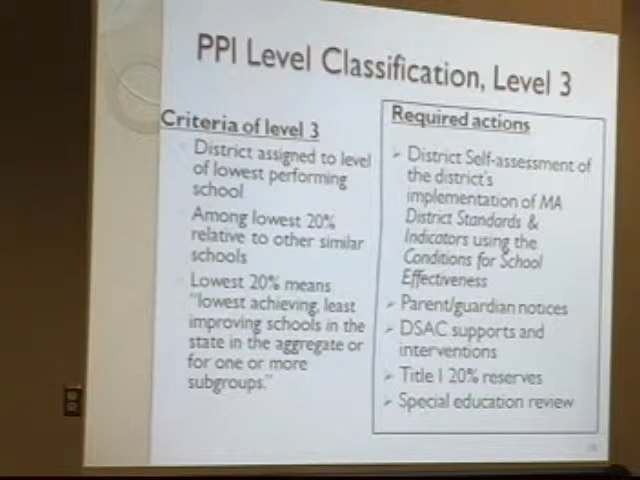 PPI Level Classification, Level 3
Criteria of level 3
District assigned to level
of lowest performing
school
Among lowest 20%
relative to other similar
schools
Lowest 20% means
"lowest achieving, least
improving schools in the
state in the aggregate or
for one or more
subgroups."
Required actions
District Self-assessment of
the district's
implementation of MA
District Standards &
Indicators using the
Conditions for School
Effectiveness
Parent/guardian notices
DSAC supports and
interventions
Title I 20% reserves
Special education review